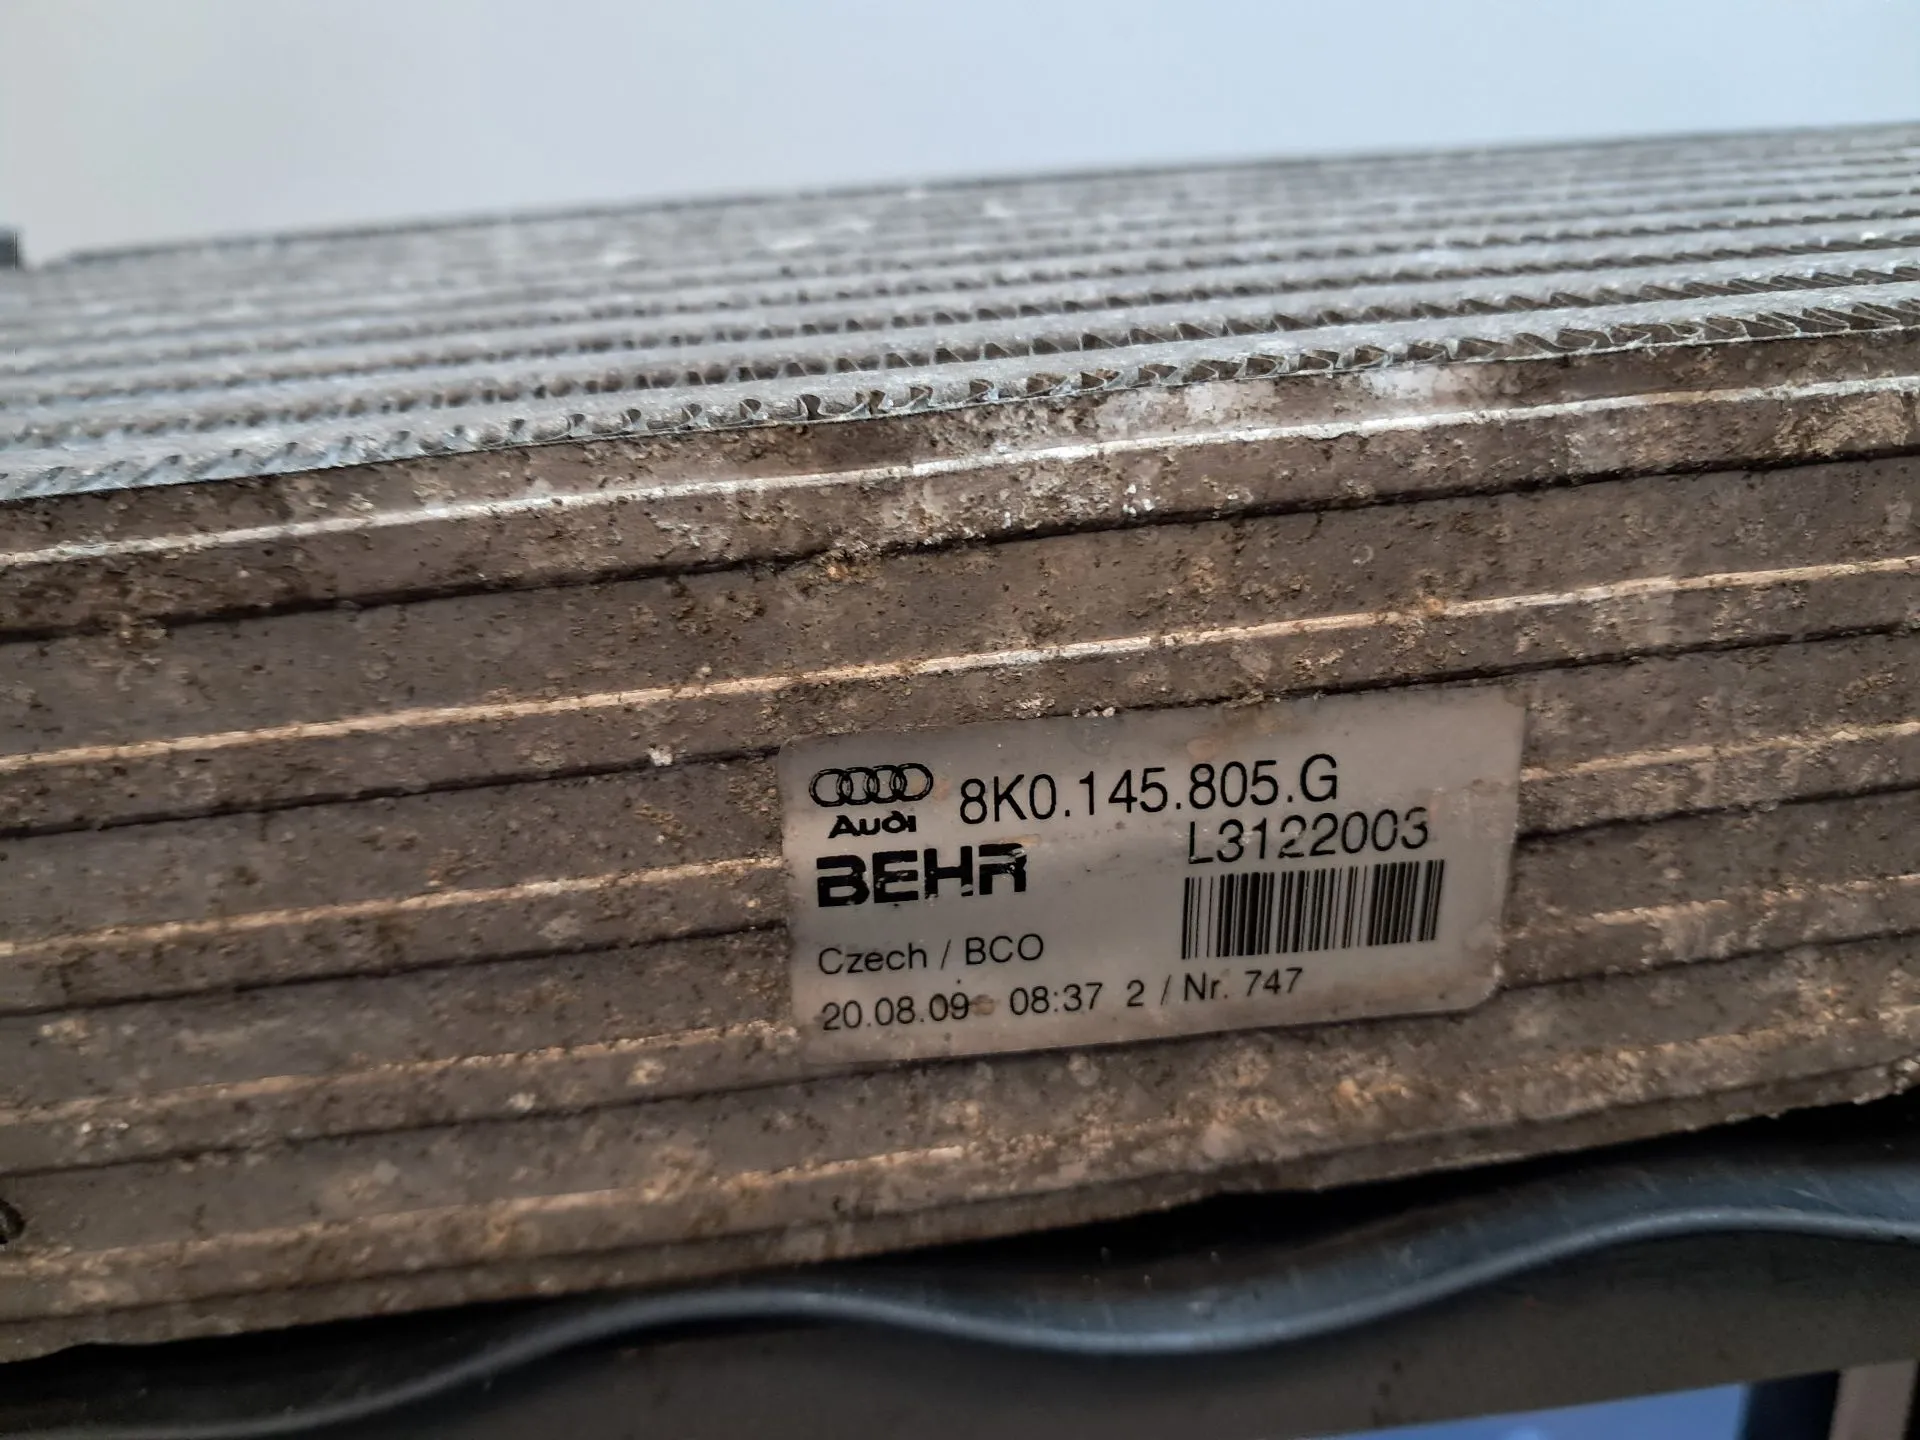 8K0.145.805.G
Audi
L3122003
BEHR
Czech / BCO
20.08.09 08:37 2 / Nr. 747